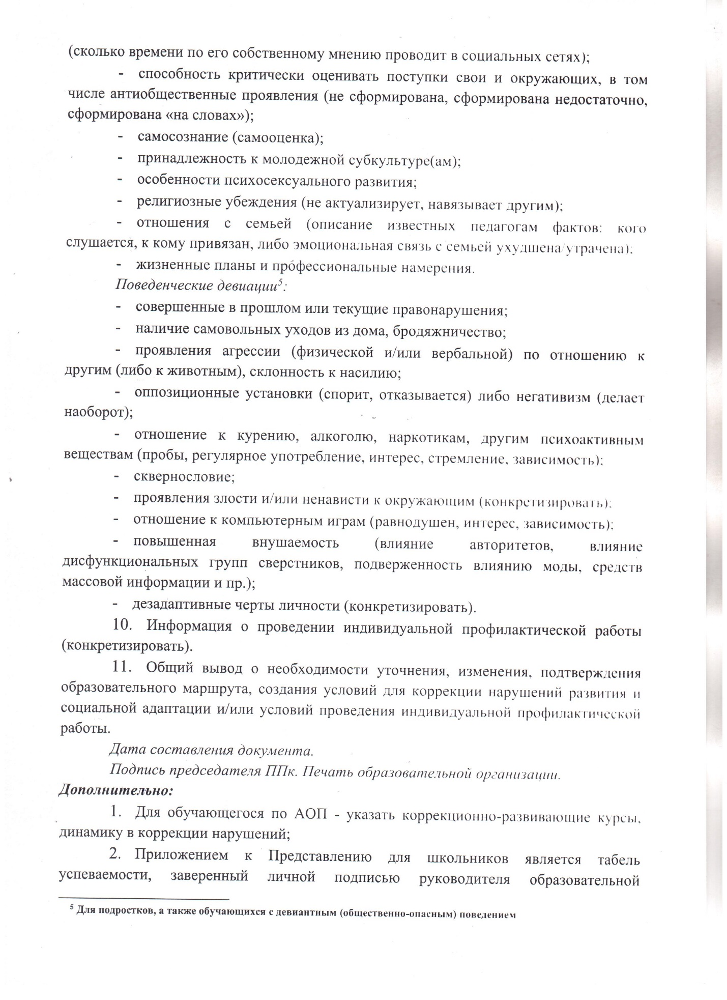 (сколько времени по его собственному мнению проводит в социальных сетях);
- способность критически оценивать поступки свои и окружающих, в том
числе антиобщественные проявления (не сформирована, сформирована недостаточно,
сформирована «на словах»);
- самосознание (самооценка);
- принадлежность к молодежной субкультуре(ам);
- особенности психосексуального развития;
- религиозные убеждения (не актуализирует, навязывает другим);
- отношения с семьей (описание известных педагогам фактов: кого
слушается, к кому привязан, либо эмоциональная связь с семьей ухудшена/утрачена);
- жизненные планы и профессиональные намерения.
Поведенческие девиации⁵:
- совершенные в прошлом или текущие правонарушения;
- наличие самовольных уходов из дома, бродяжничество;
- проявления агрессии (физической и/или вербальной) по отношению к
другим (либо к животным), склонность к насилию;
- оппозиционные установки (спорит, отказывается) либо негативизм (делает
наоборот);
- отношение к курению, алкоголю, наркотикам, другим психоактивным
веществам (пробы, регулярное употребление, интерес, стремление, зависимость);
- сквернословие;
- проявления злости и/или ненависти к окружающим (конкретизировать);
- отношение к компьютерным играм (равнодушен, интерес, зависимость);
- повышенная внушаемость (влияние авторитетов, влияние
дисфункциональных групп сверстников, подверженность влиянию моды, средств
массовой информации и пр.);
- дезадаптивные черты личности (конкретизировать).
10. Информация о проведении индивидуальной профилактической работы
(конкретизировать).
11. Общий вывод о необходимости уточнения, изменения, подтверждения
образовательного маршрута, создания условий для коррекции нарушений развития и
социальной адаптации и/или условий проведения индивидуальной профилактической
работы.
Дата составления документа.
Подпись председателя ППк. Печать образовательной организации.
Дополнительно:
1. Для обучающегося по АОП - указать коррекционно-развивающие курсы,
динамику в коррекции нарушений;
2. Приложением к Представлению для школьников является табель
успеваемости, заверенный личной подписью руководителя образовательной
⁵ Для подростков, а также обучающихся с девиантным (общественно-опасным) поведением